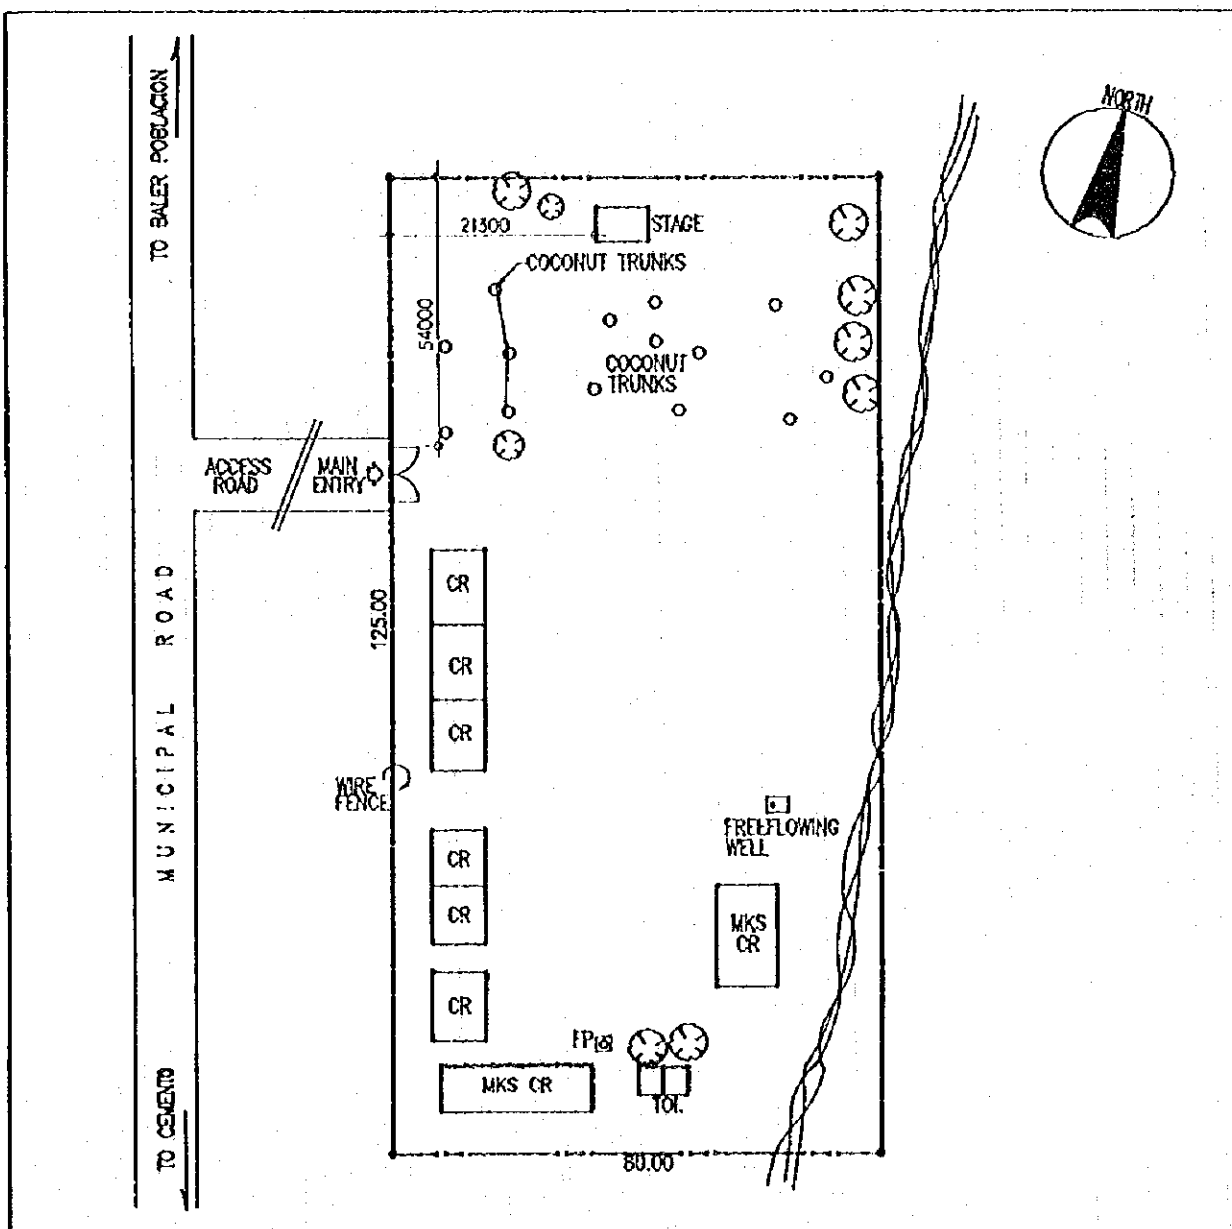 NORTH
TO BALER POBLACION
21300
STAGE
COCONUT TRUNKS
54000
COCONUT
TRUNKS
ACCESS
ROAD
MAIN
ENTRY
CR
125.00
CR
MUNICIPAL ROAD
CR
WIRE
FENCE
FREEFLOWING
WELL
CR
CR
MKS
CR
CR
FP
MKS CR
TOI.
TO CEMENTO
80.00